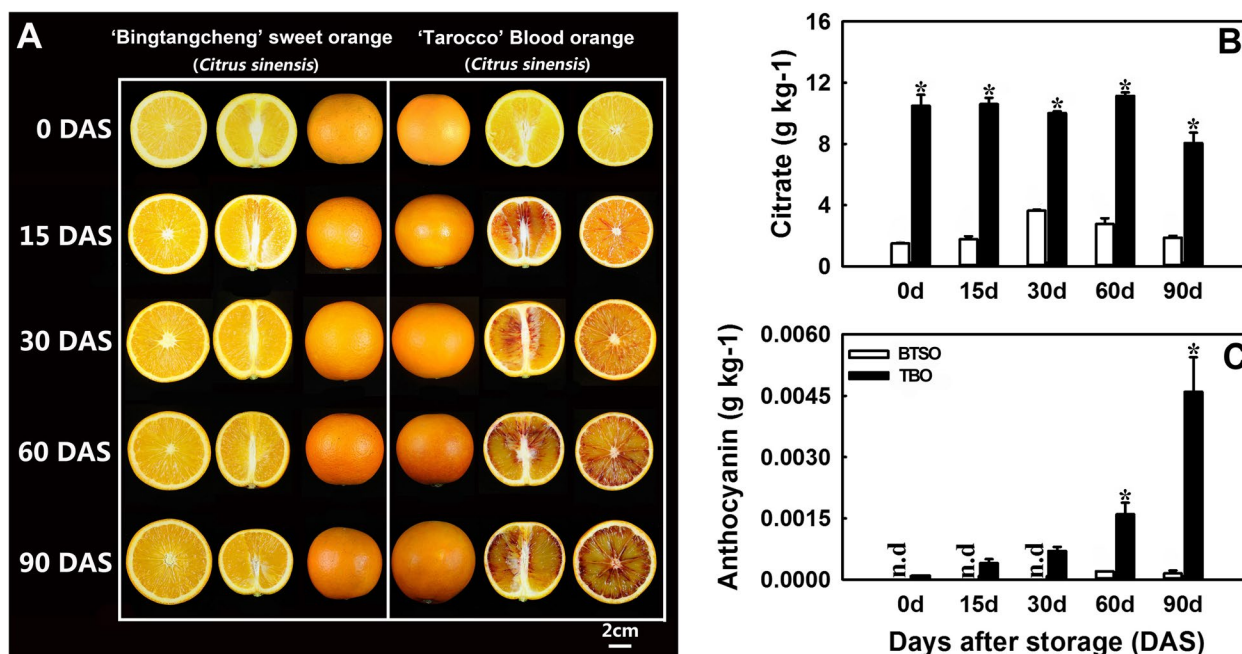 A
‘Bingtangcheng’ sweet orange
(Citrus sinensis)
‘Tarocco’ Blood orange
(Citrus sinensis)
0 DAS
15 DAS
30 DAS
60 DAS
90 DAS
2cm
B
Citrate (g kg-1)
16
12
8
4
0
*
*
*
*
*
0d 15d 30d 60d 90d
C
Anthocyanin (g kg-1)
0.0060
0.0045
0.0030
0.0015
0.0000
BTSO
TBO
n.d
n.d
n.d
*
*
0d 15d 30d 60d 90d
Days after storage (DAS)